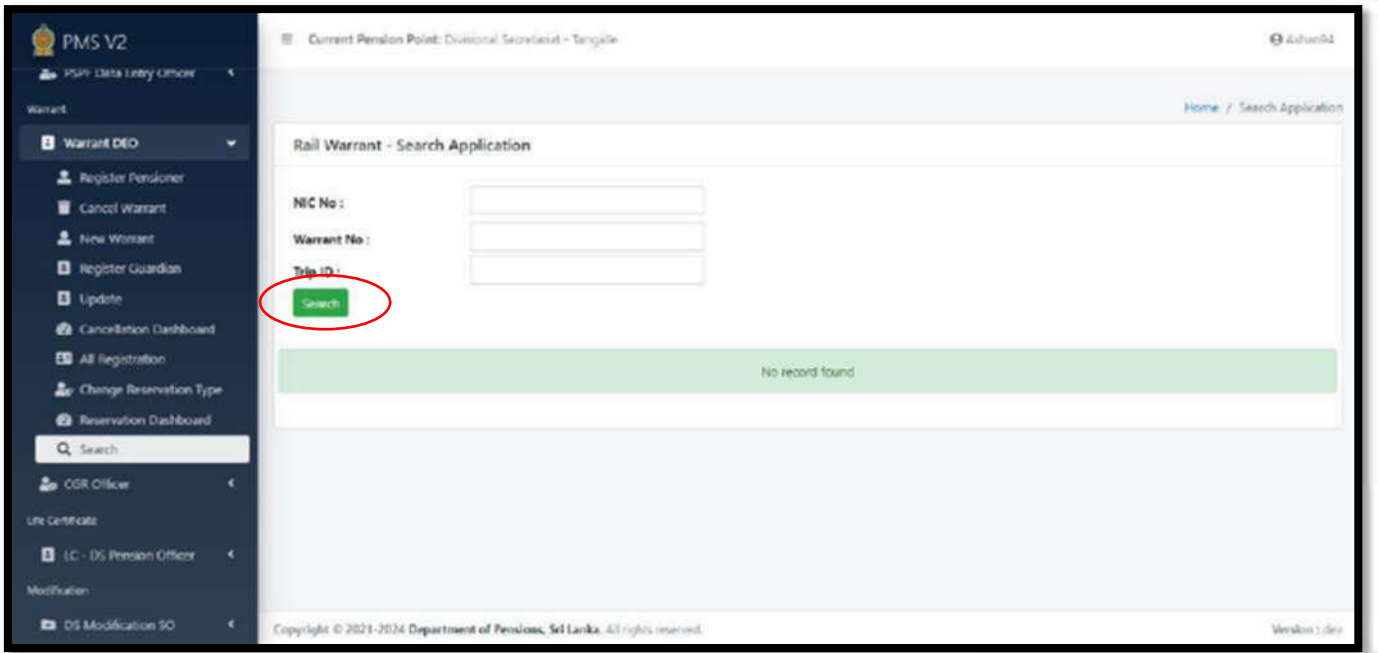 PMS V2
Current Pension Point: Divisional Secretariat - Tangalle
PSPF Data Entry Officer
Warrant
Home / Search Application
Warrant DEO
Rail Warrant - Search Application
Register Pensioner
Cancel Warrant
NIC No :
New Warrant
Warrant No :
Register Guardian
Trip ID :
Update
Search
Cancellation Dashboard
All Registration
No record found
Change Reservation Type
Reservation Dashboard
Search
CGR Officer
Life Certificate
LC - DS Pension Officer
Modification
DS Modification SO
Copyright © 2021-2024 Department of Pensions, Sri Lanka. All rights reserved.
Version : dev